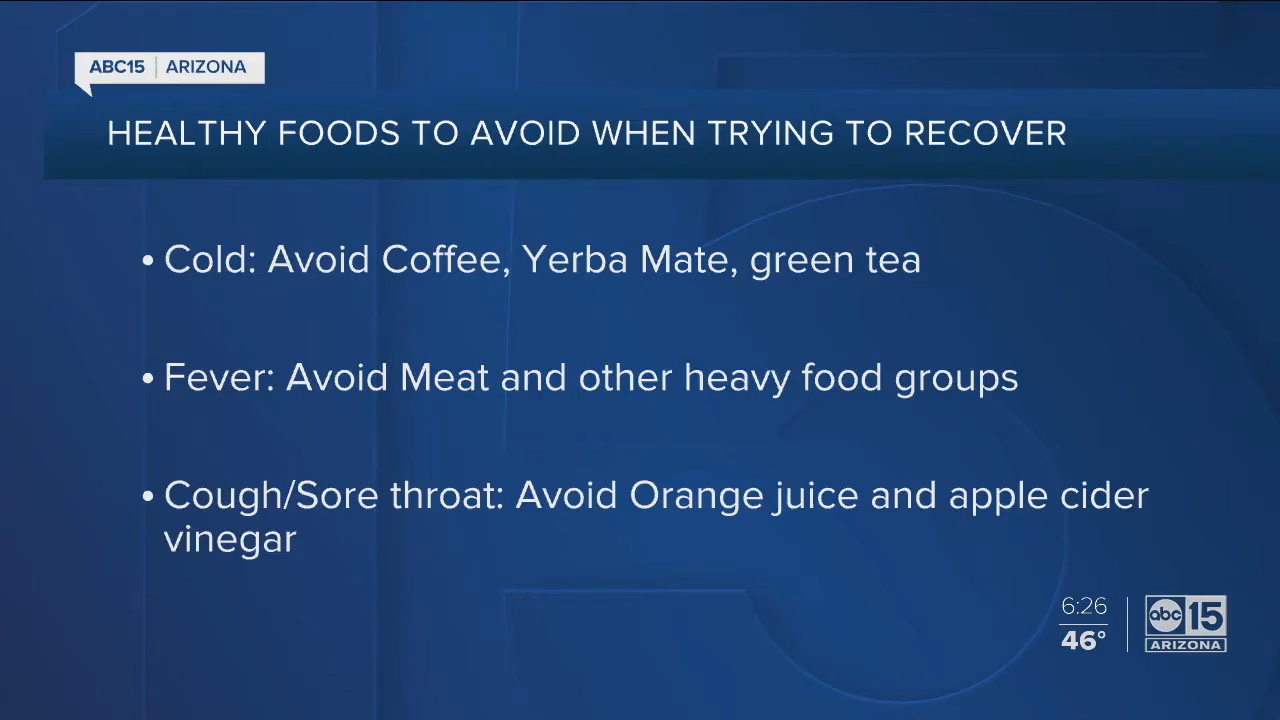 ABC15 | ARIZONA
HEALTHY FOODS TO AVOID WHEN TRYING TO RECOVER
• Cold: Avoid Coffee, Yerba Mate, green tea
• Fever: Avoid Meat and other heavy food groups
• Cough/Sore throat: Avoid Orange juice and apple cider
vinegar
6:26
46°
abc 15
ARIZONA